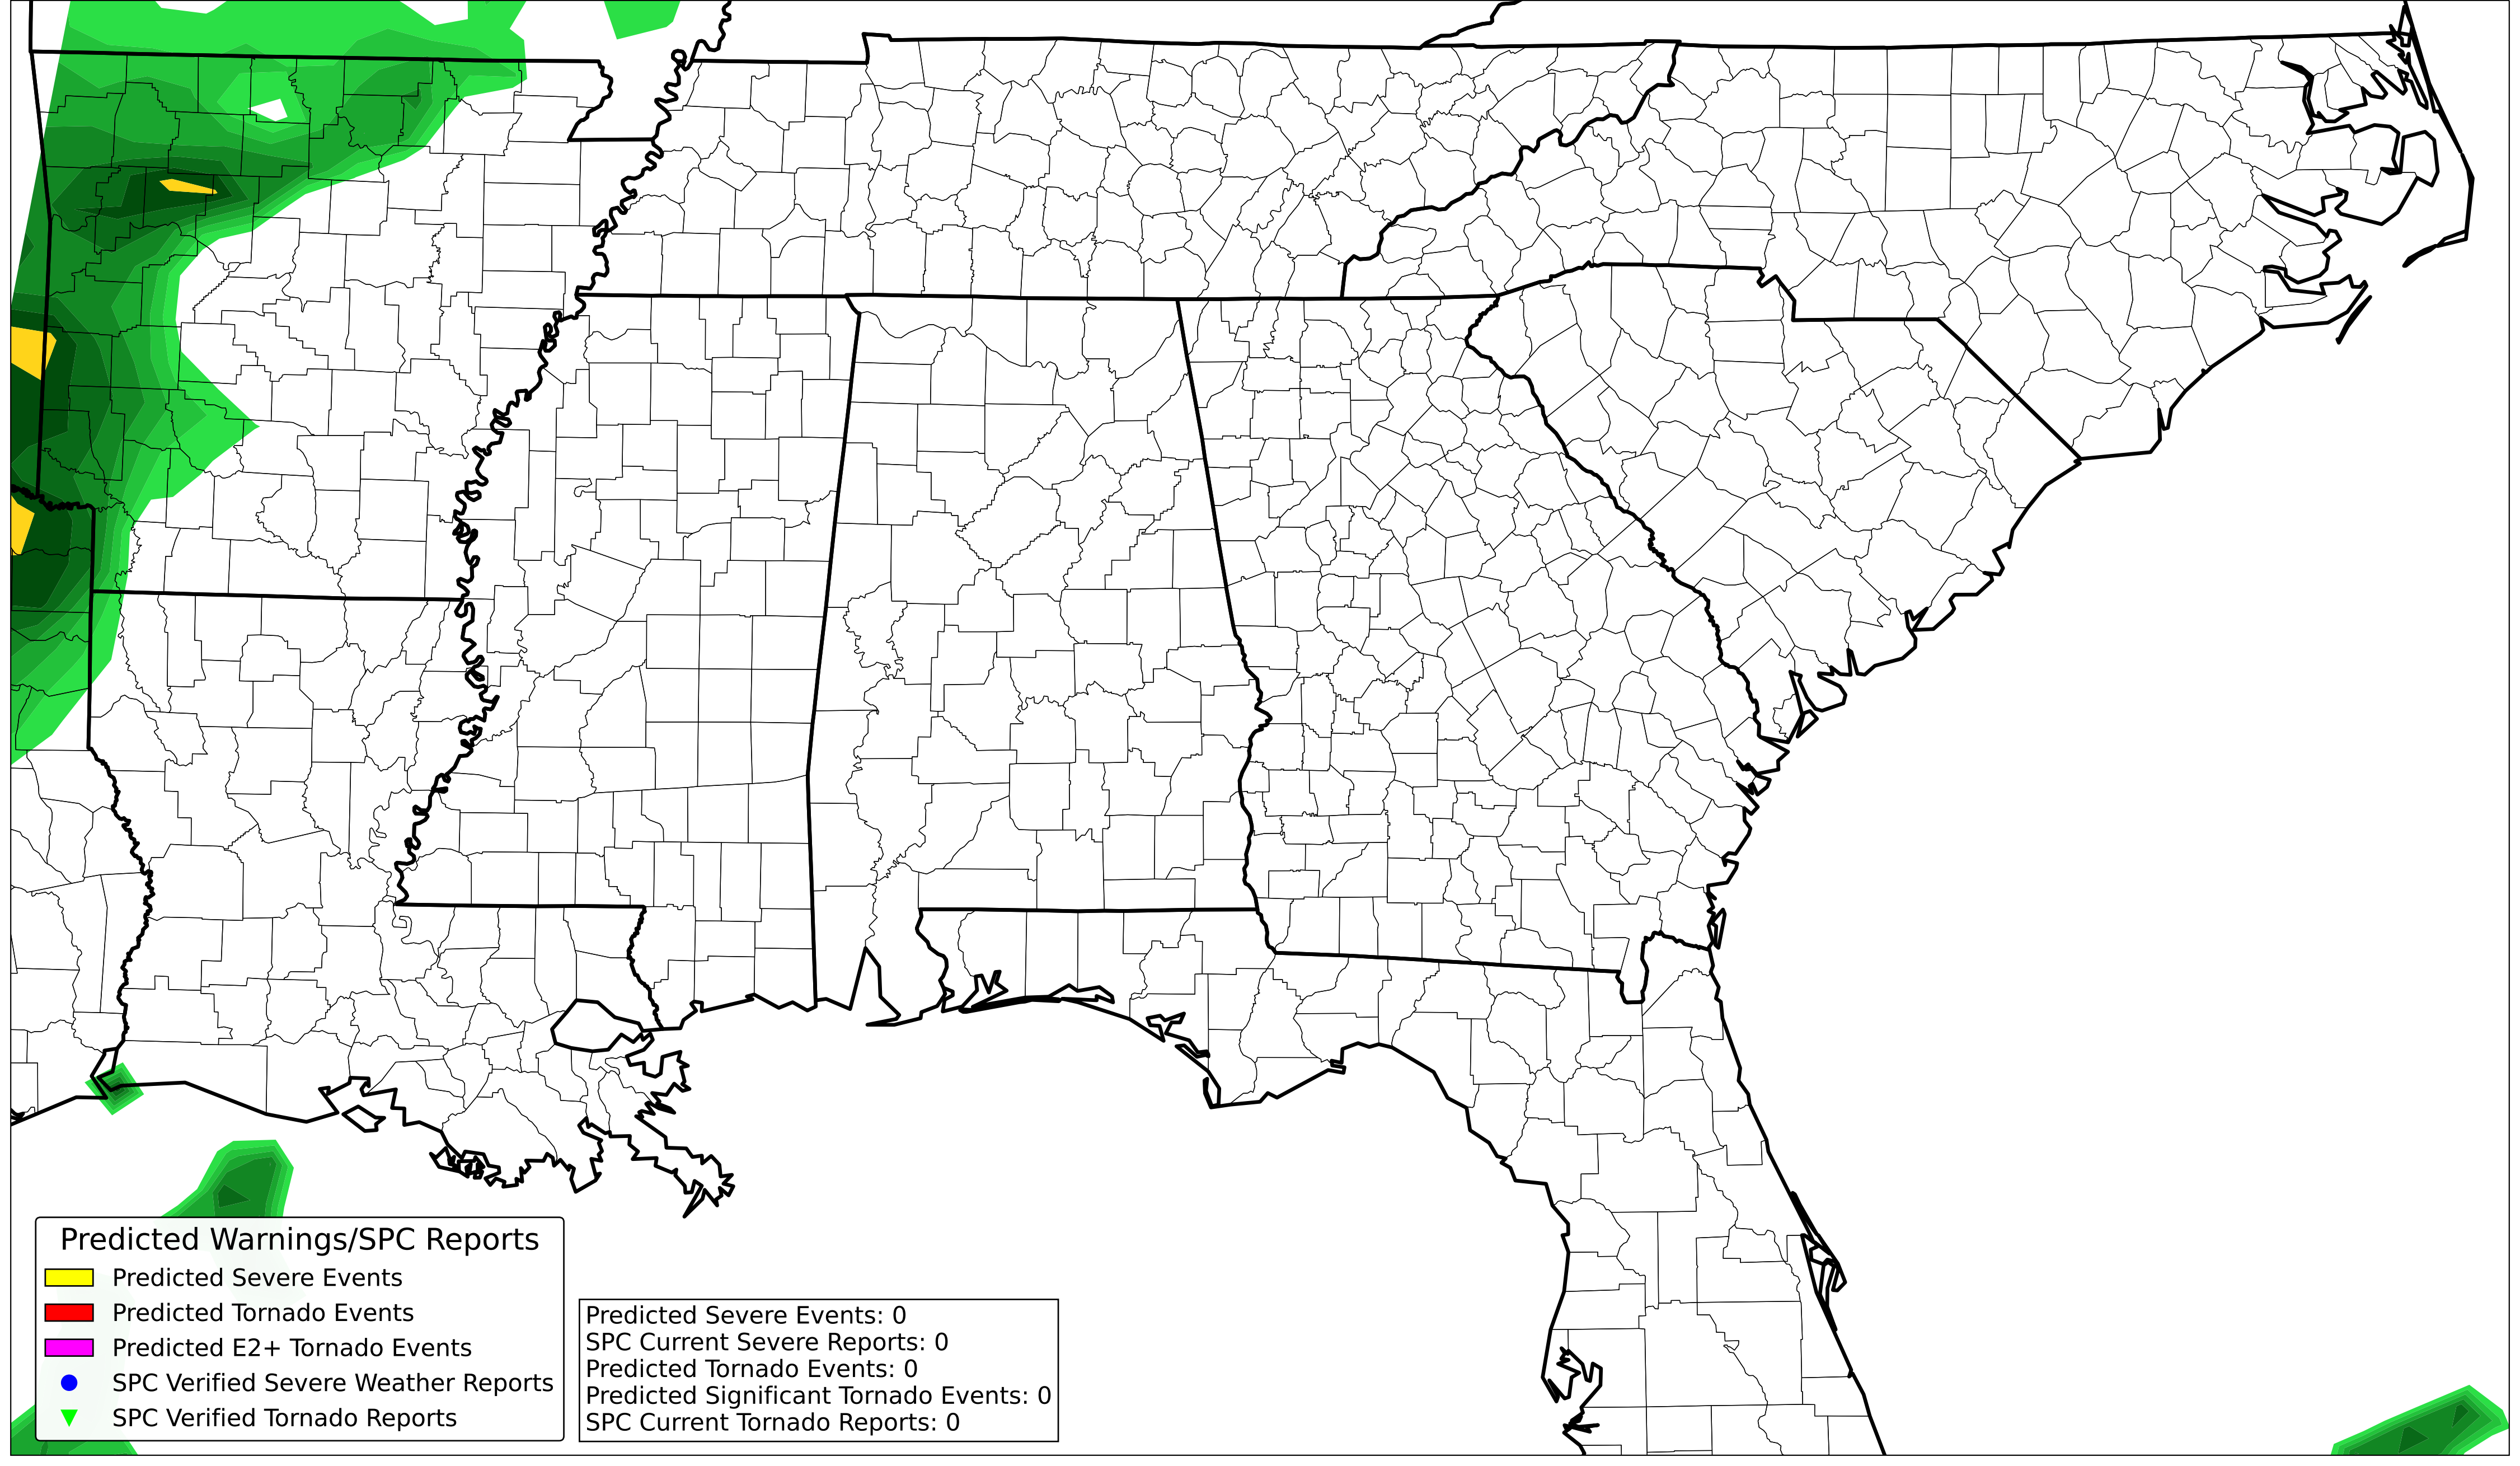 Predicted Warnings/SPC Reports
Predicted Severe Events
Predicted Tornado Events
Predicted E2+ Tornado Events
SPC Verified Severe Weather Reports
SPC Verified Tornado Reports
Predicted Severe Events: 0
SPC Current Severe Reports: 0
Predicted Tornado Events: 0
Predicted Significant Tornado Events: 0
SPC Current Tornado Reports: 0